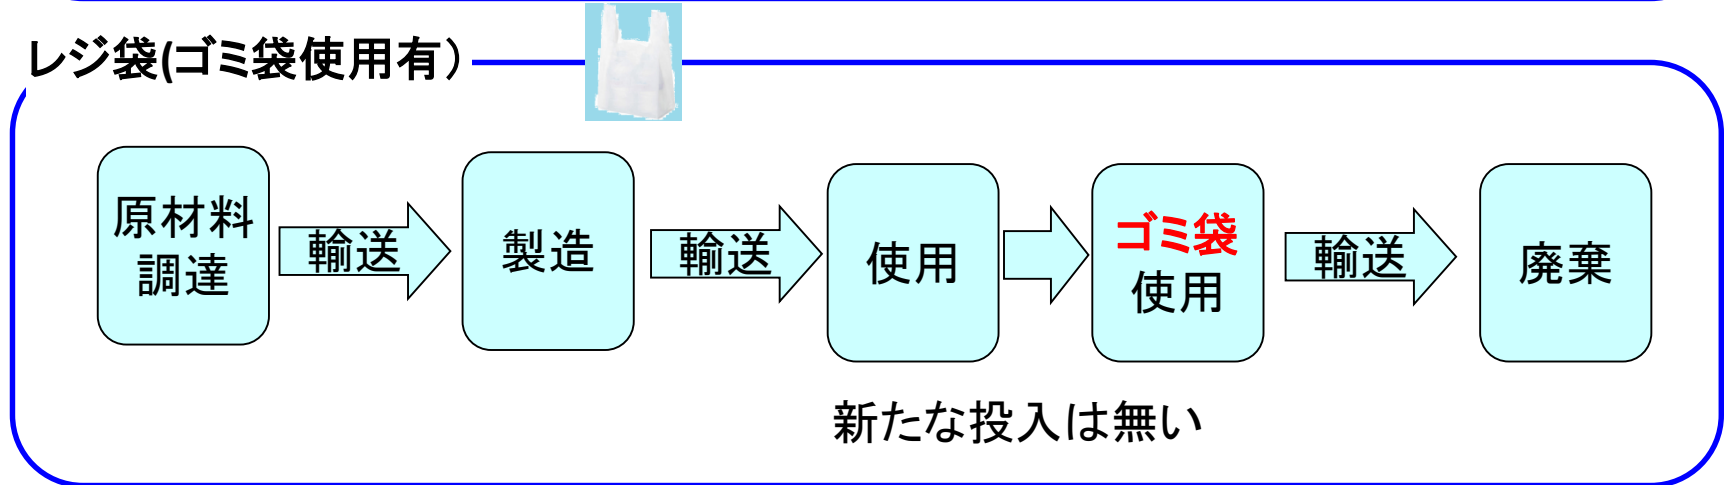 レジ袋(ゴミ袋使用有）
原材料
調達
輸送
製造
輸送
使用
ゴミ袋
使用
輸送
廃棄
新たな投入は無い